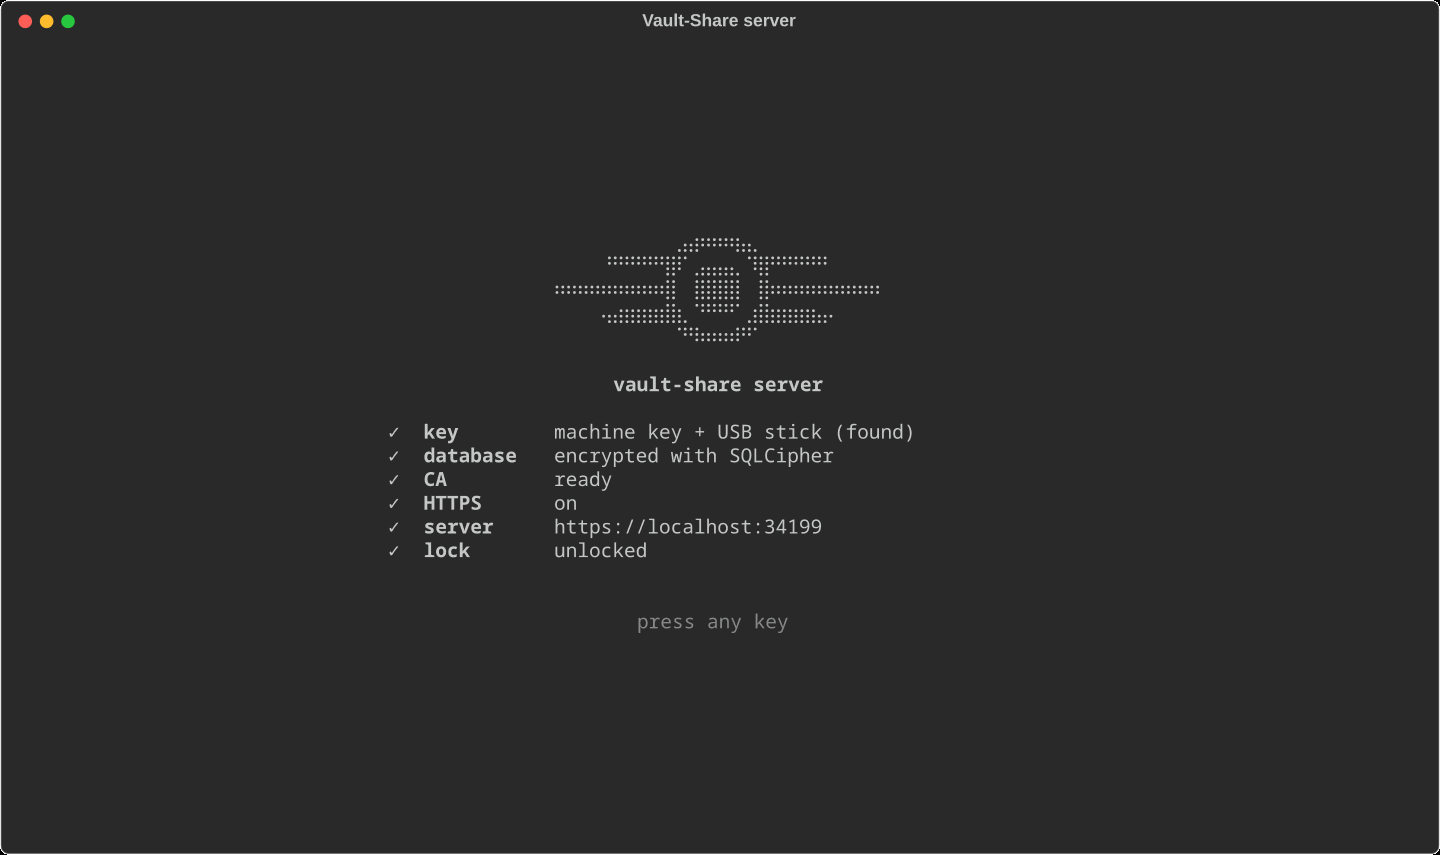 Vault-Share server
vault-share server
✓ key machine key + USB stick (found)
✓ database encrypted with SQLCipher
✓ CA ready
✓ HTTPS on
✓ server https://localhost:34199
✓ lock unlocked
press any key